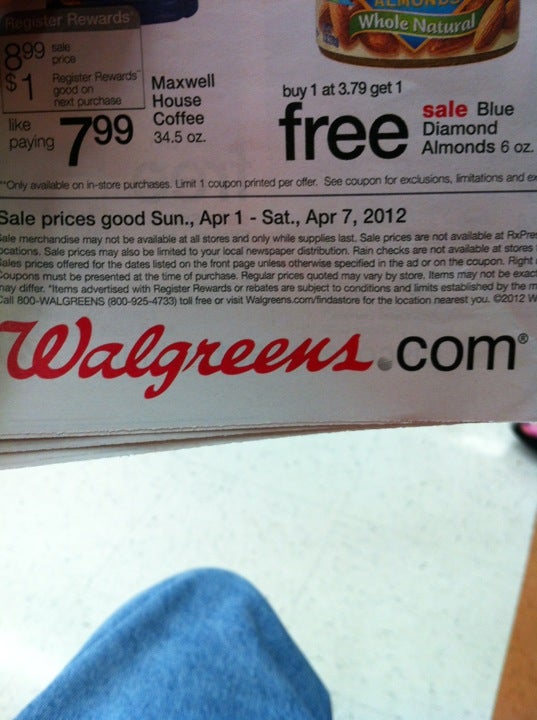 Register Rewards
8.99 sale price
$1 Register Rewards™ good on next purchase
like paying 7.99
Maxwell House Coffee 34.5 oz.
ALMONDS
Whole Natural
buy 1 at 3.79 get 1
free
sale Blue Diamond Almonds 6 oz.
**Only available on in-store purchases. Limit 1 coupon printed per offer. See coupon for exclusions, limitations and
Sale prices good Sun., Apr 1 - Sat., Apr 7, 2012
Sale merchandise may not be available at all stores and only while supplies last. Sale prices are not available at
locations. Sale prices may also be limited to your local newspaper distribution. Rain checks are not available at stores
Sales prices offered for the dates listed on the front page unless otherwise specified in the ad or on the coupon. Right
Coupons must be presented at the time of purchase. Regular prices quoted may vary by store. Items may not be
may differ. *Items advertised with Register Rewards or rebates are subject to conditions and limits established by the
Call 800-WALGREENS (800-925-4733) toll free or visit Walgreens.com/findastore for the location nearest you. ©2012
Walgreens.com®